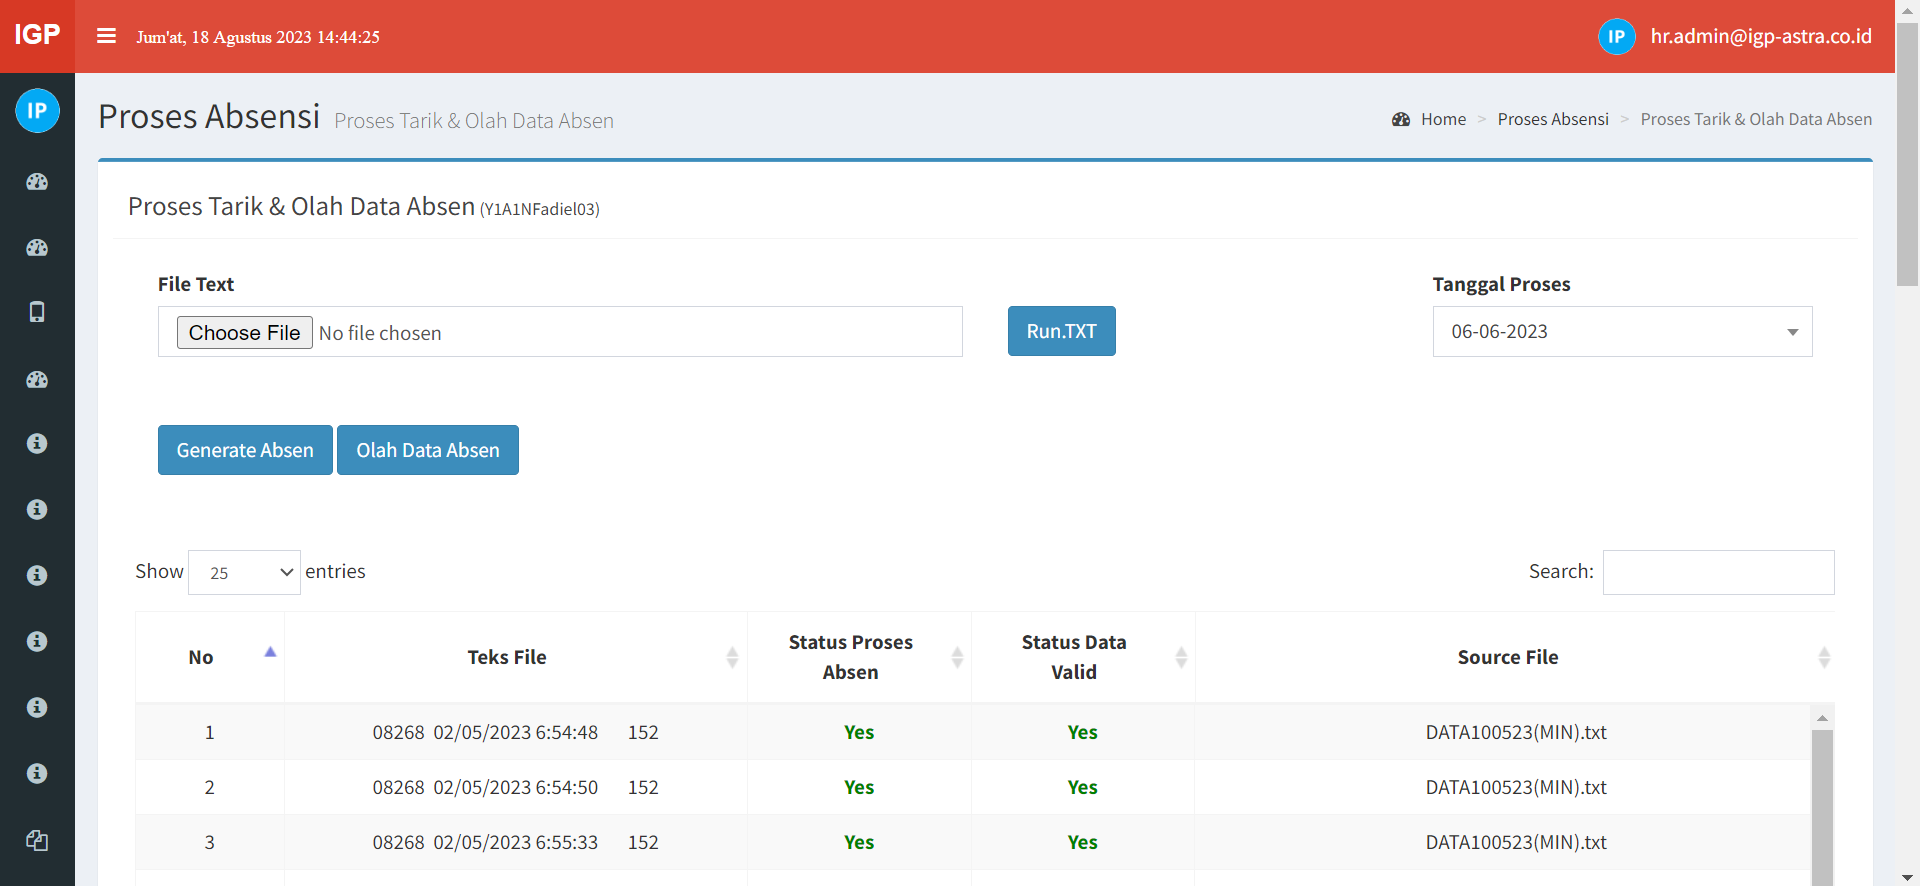 IGP
Jum'at, 18 Agustus 2023 14:44:25
IP
hr.admin@igp-astra.co.id
IP
Proses Absensi Proses Tarik & Olah Data Absen
Home > Proses Absensi > Proses Tarik & Olah Data Absen
Proses Tarik & Olah Data Absen (Y1A1NFadiel03)
File Text
Tanggal Proses
Choose File No file chosen
Run.TXT
06-06-2023
Generate Absen
Olah Data Absen
Show 25 entries
Search:
No
Teks File
Status Proses
Absen
Status Data
Valid
Source File
1 08268 02/05/2023 6:54:48 152 Yes Yes DATA100523(MIN).txt
2 08268 02/05/2023 6:54:50 152 Yes Yes DATA100523(MIN).txt
3 08268 02/05/2023 6:55:33 152 Yes Yes DATA100523(MIN).txt